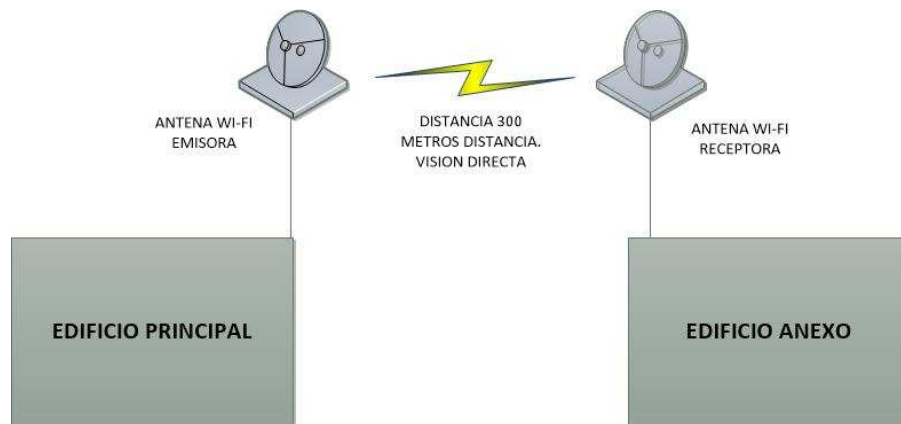 ANTENA WI-FI
EMISORA
DISTANCIA 300
METROS DISTANCIA.
VISION DIRECTA
ANTENA WI-FI
RECEPTORA
EDIFICIO PRINCIPAL
EDIFICIO ANEXO